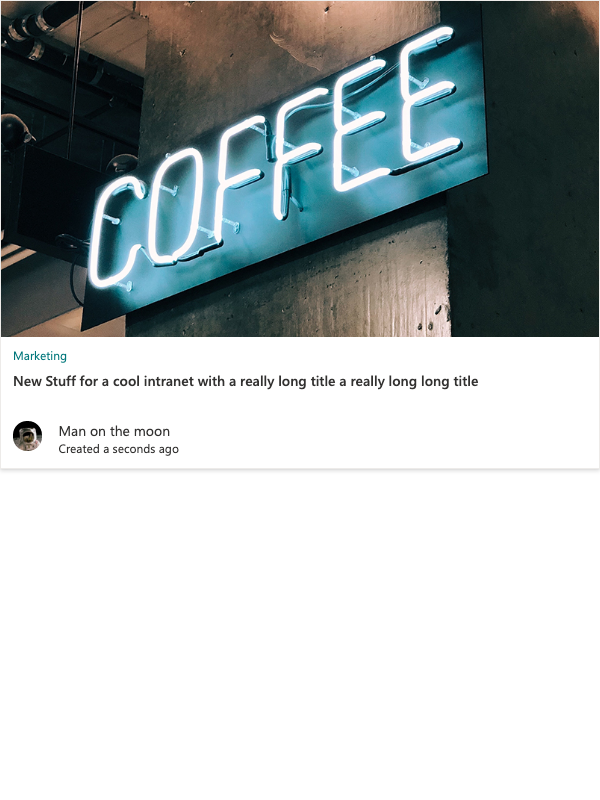 COFFEE
Marketing
New Stuff for a cool intranet with a really long title a really long long title
Man on the moon
Created a seconds ago